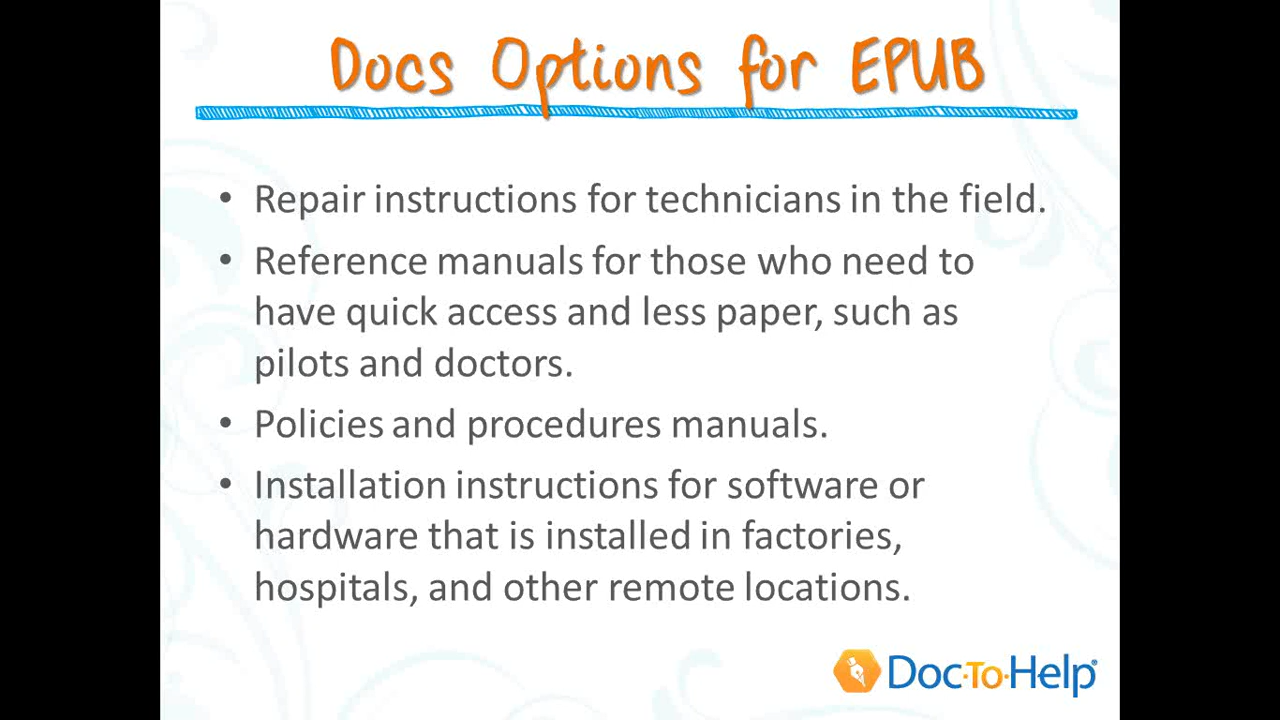 Docs Options for EPUB
• Repair instructions for technicians in the field.
• Reference manuals for those who need to
have quick access and less paper, such as
pilots and doctors.
• Policies and procedures manuals.
• Installation instructions for software or
hardware that is installed in factories,
hospitals, and other remote locations.
Doc-To-Help®